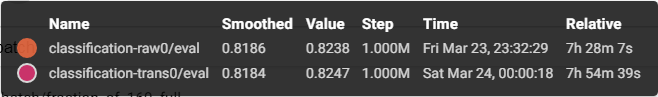 Name Smoothed Value Step Time Relative
classification-raw0/eval 0.8186 0.8238 1.000M Fri Mar 23, 23:32:29 7h 28m 7s
classification-trans0/eval 0.8184 0.8247 1.000M Sat Mar 24, 00:00:18 7h 54m 39s